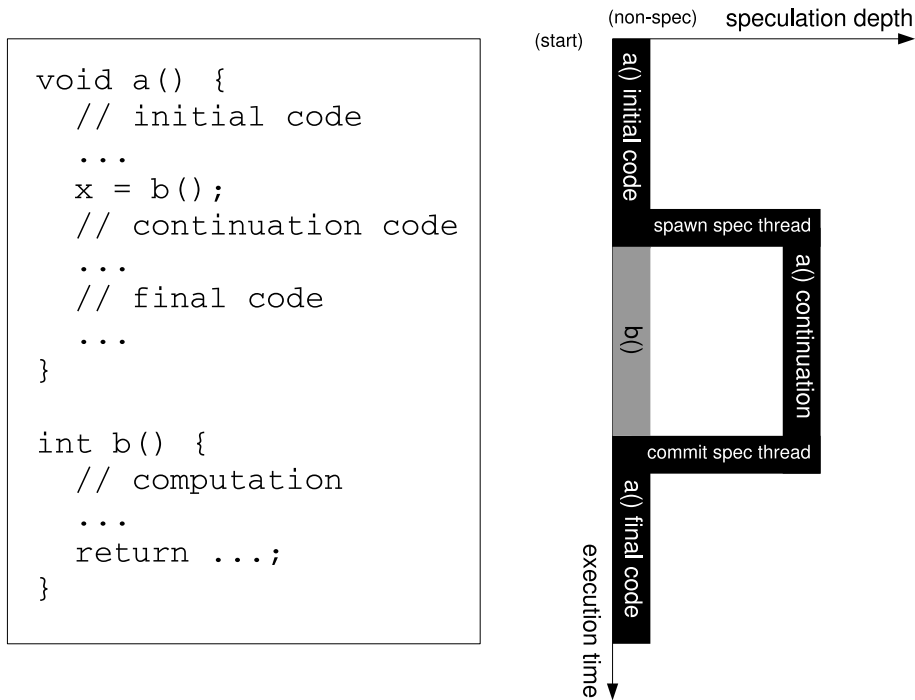 void a() {
// initial code
...
x = b();
// continuation code
...
// final code
...
}
int b() {
// computation
...
return ...;
}
(non-spec)
speculation depth
(start)
a() initial code
spawn spec thread
b()
a() continuation
commit spec thread
a() final code
execution time